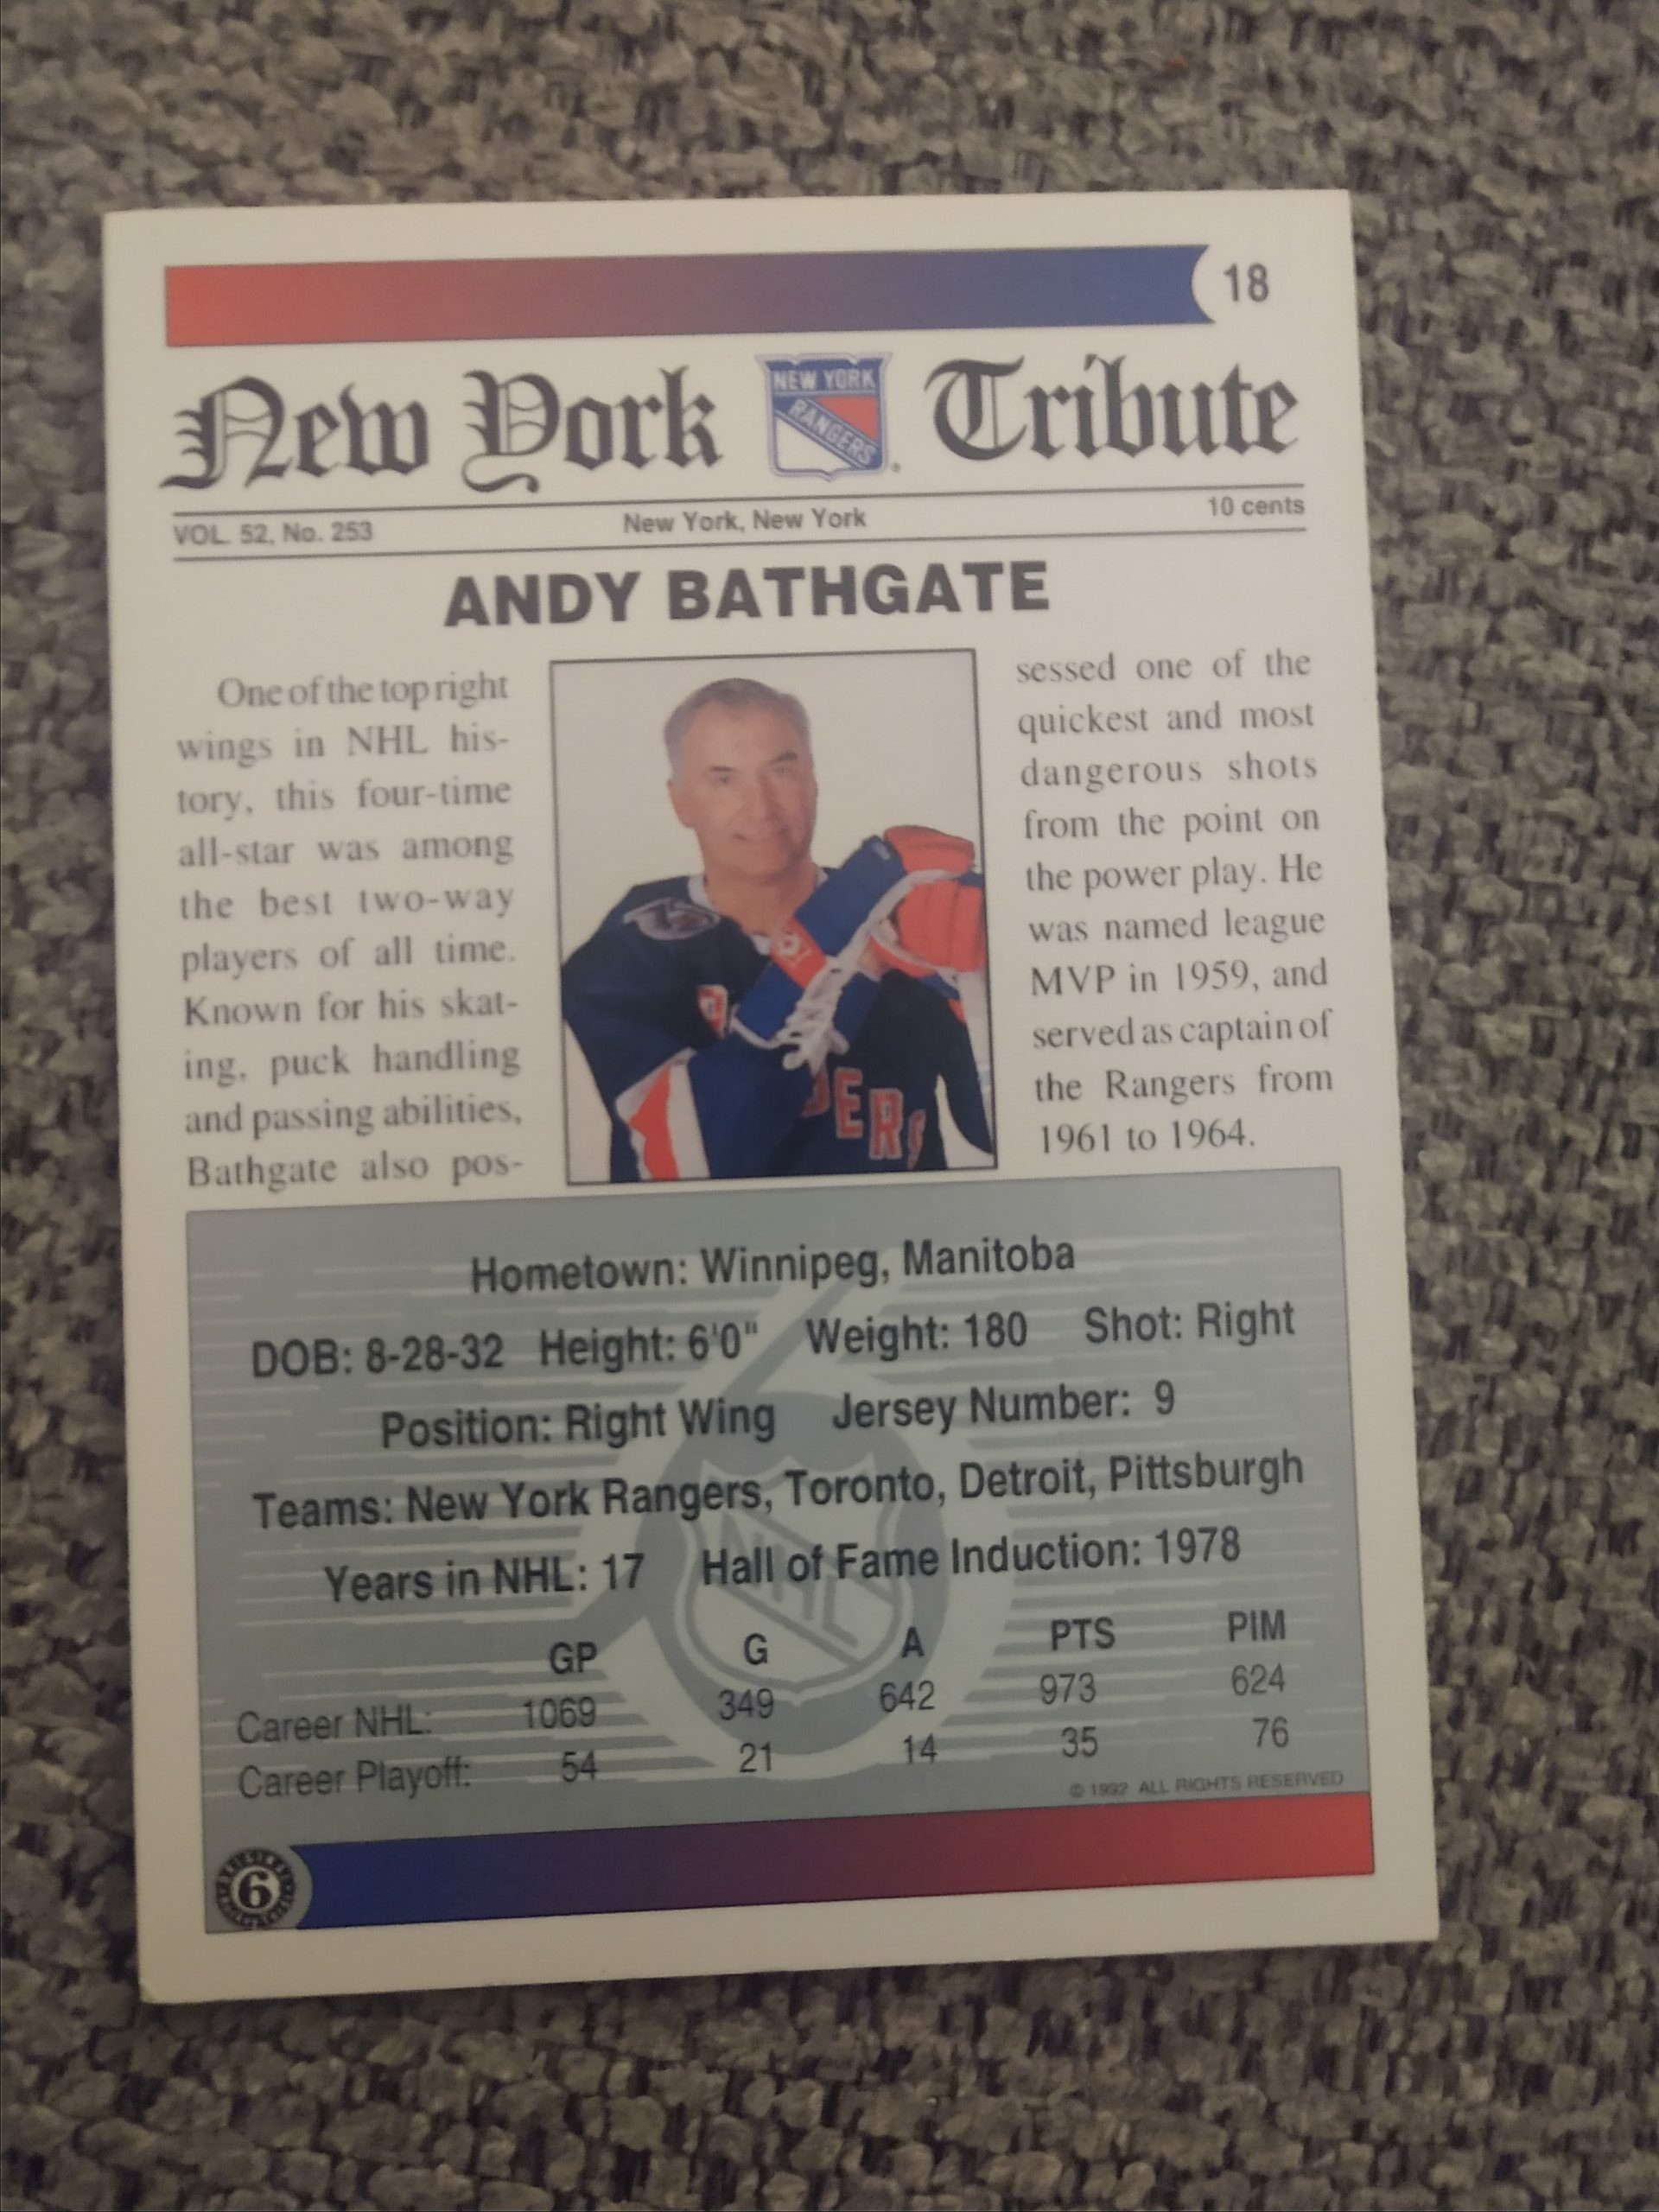 18
New York
NEW YORK
RANGERS
Tribute
VOL. 52, No. 253 New York, New York 10 cents
ANDY BATHGATE
One of the top right
wings in NHL his-
tory, this four-time
all-star was among
the best two-way
players of all time.
Known for his skat-
ing, puck handling
and passing abilities,
Bathgate also pos-
sessed one of the
quickest and most
dangerous shots
from the point on
the power play. He
was named league
MVP in 1959, and
served as captain of
the Rangers from
1961 to 1964.
ERS
Hometown: Winnipeg, Manitoba
DOB: 8-28-32 Height: 6'0" Weight: 180 Shot: Right
Position: Right Wing Jersey Number: 9
Teams: New York Rangers, Toronto, Detroit, Pittsburgh
Years in NHL: 17 Hall of Fame Induction: 1978
NHL
GP G A PTS PIM
Career NHL: 1069 349 642 973 624
Career Playoff: 54 21 14 35 76
© 1992 ALL RIGHTS RESERVED
6